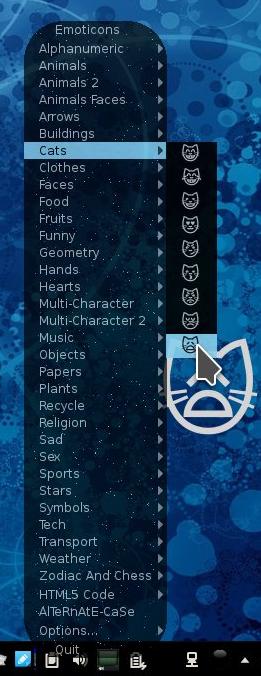 Emoticons
Alphanumeric
Animals
Animals 2
Animals Faces
Arrows
Buildings
Cats
Clothes
Faces
Food
Fruits
Funny
Geometry
Hands
Hearts
Multi-Character
Multi-Character 2
Music
Objects
Papers
Plants
Recycle
Religion
Sad
Sex
Sports
Stars
Symbols
Tech
Transport
Weather
Zodiac And Chess
HTML5 Code
AlTeRnAtE-CaSe
Options...
Quit